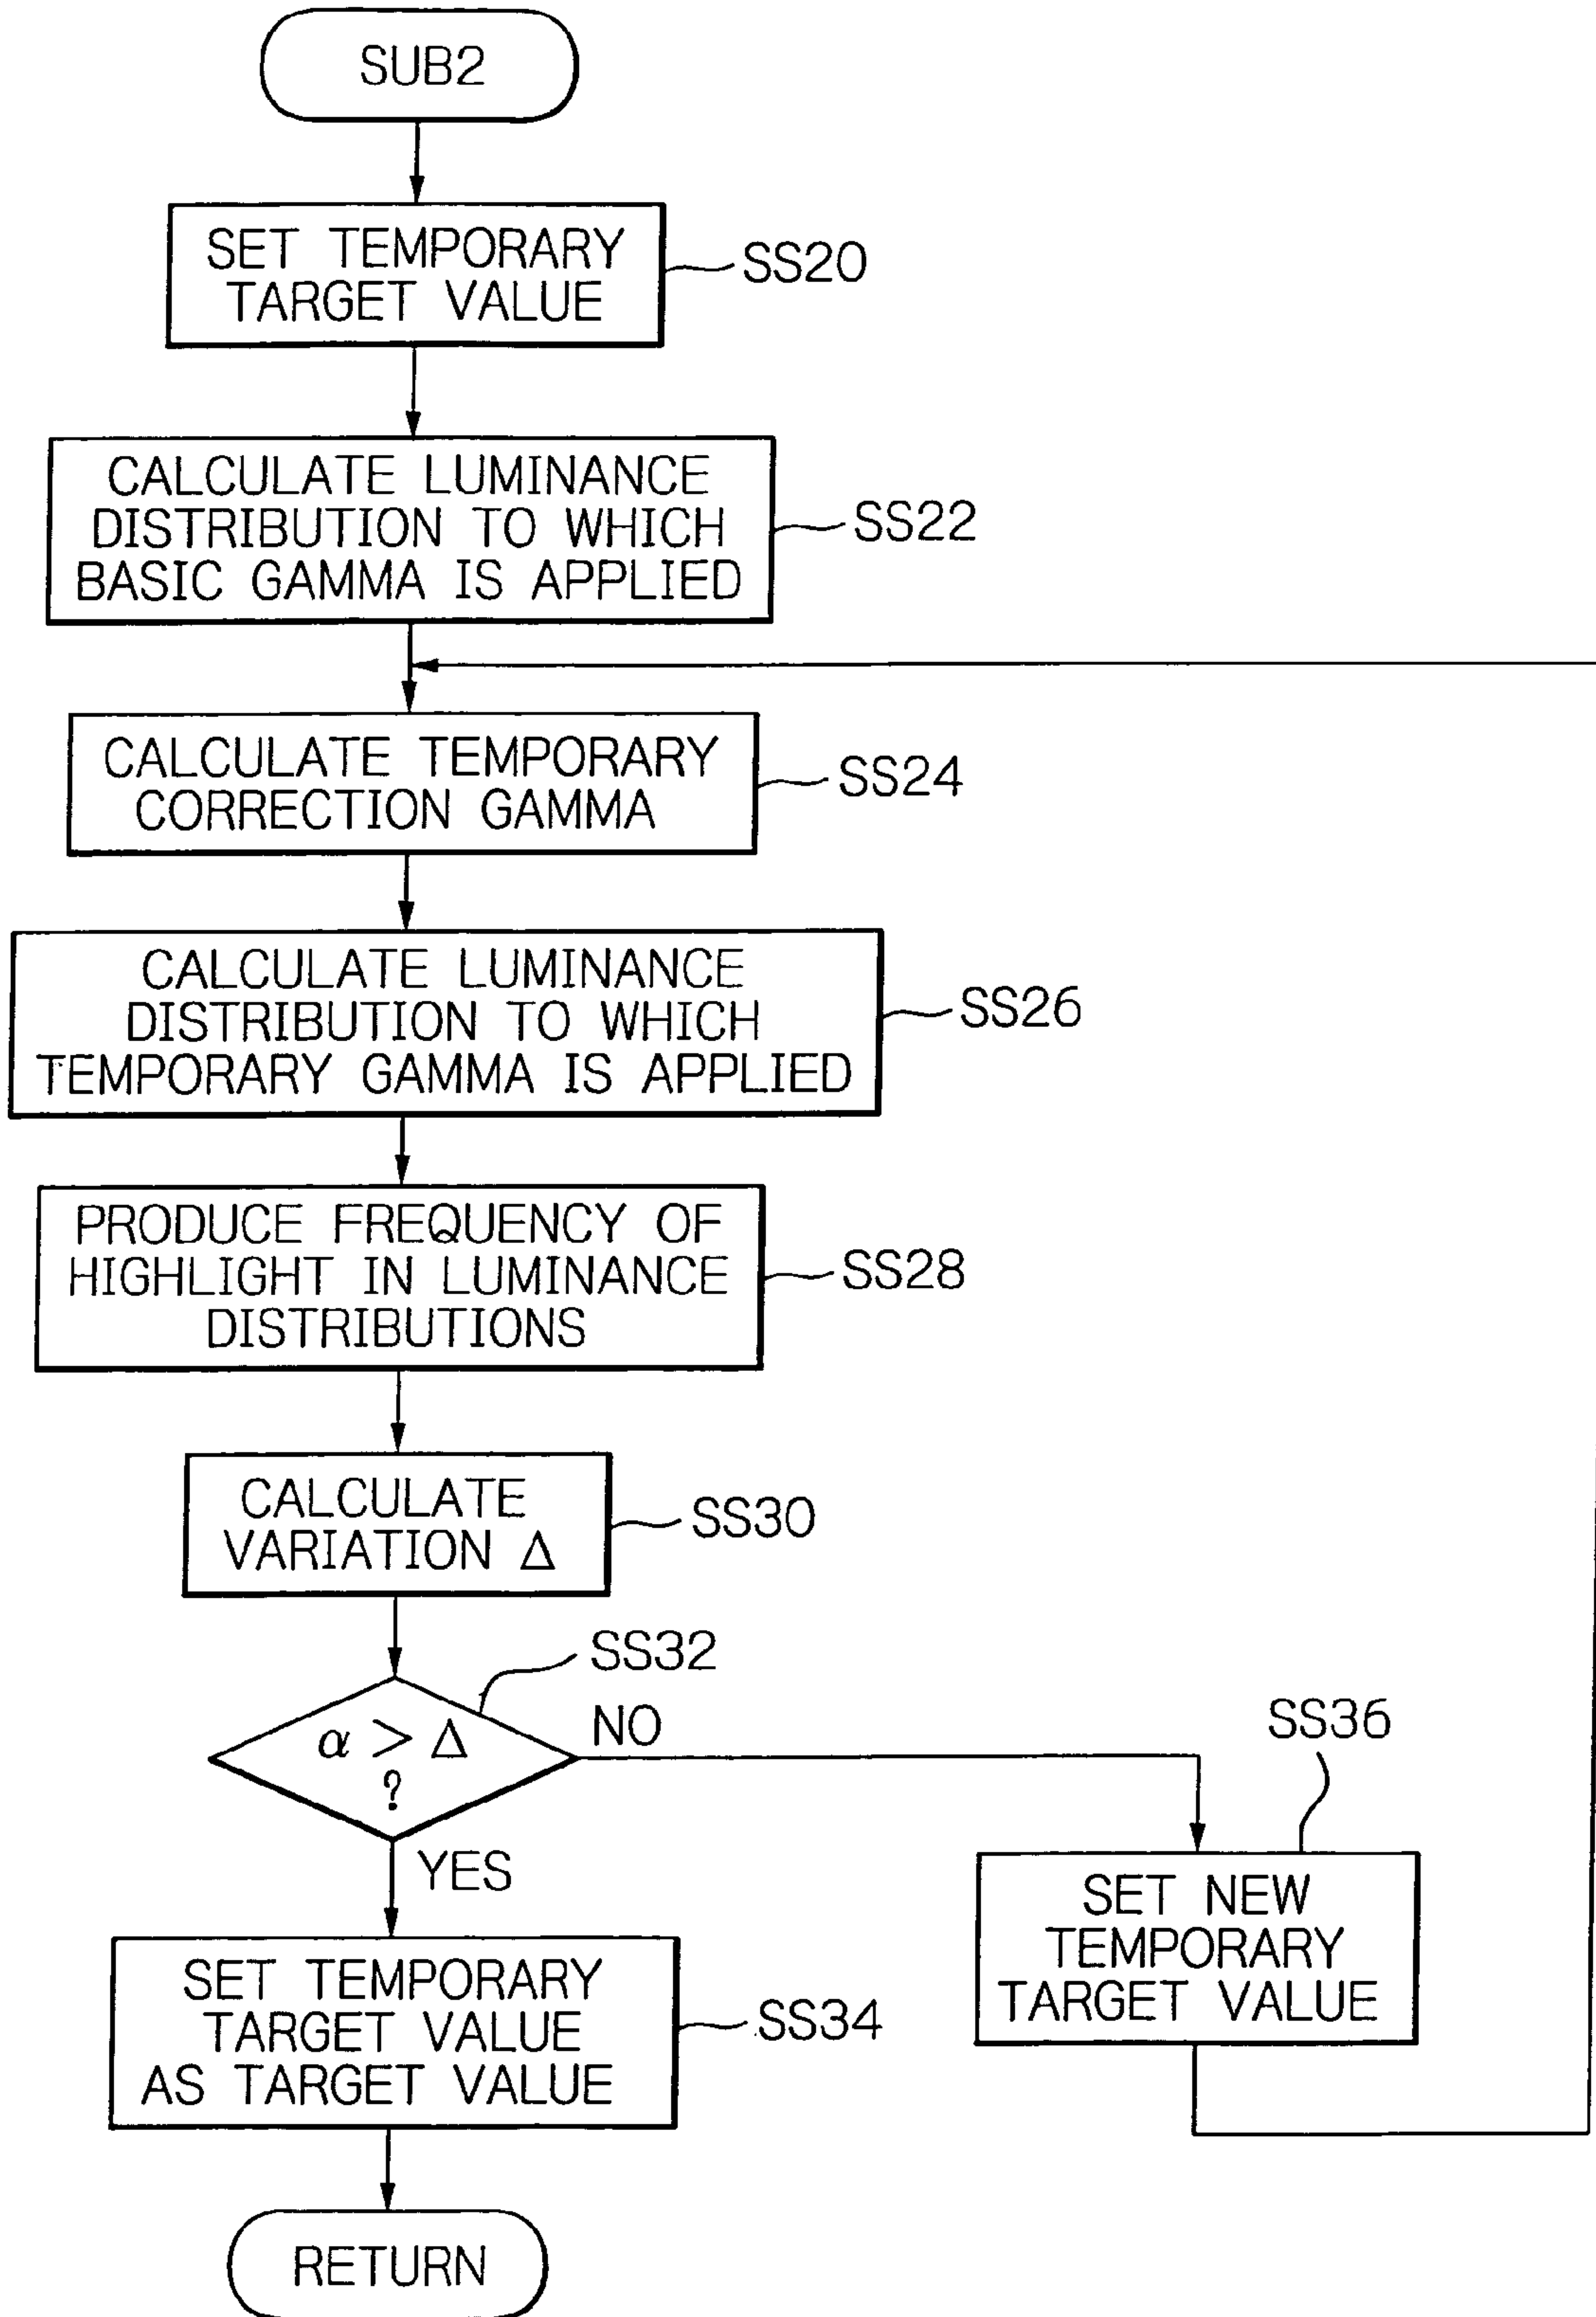 SUB2
SET TEMPORARY
TARGET VALUE
SS20
CALCULATE LUMINANCE
DISTRIBUTION TO WHICH
BASIC GAMMA IS APPLIED
SS22
CALCULATE TEMPORARY
CORRECTION GAMMA
SS24
CALCULATE LUMINANCE
DISTRIBUTION TO WHICH
TEMPORARY GAMMA IS APPLIED
SS26
PRODUCE FREQUENCY OF
HIGHLIGHT IN LUMINANCE
DISTRIBUTIONS
SS28
CALCULATE
VARIATION Δ
SS30
SS32
α > Δ
?
NO
YES
SS36
SET NEW
TEMPORARY
TARGET VALUE
SET TEMPORARY
TARGET VALUE
AS TARGET VALUE
SS34
RETURN